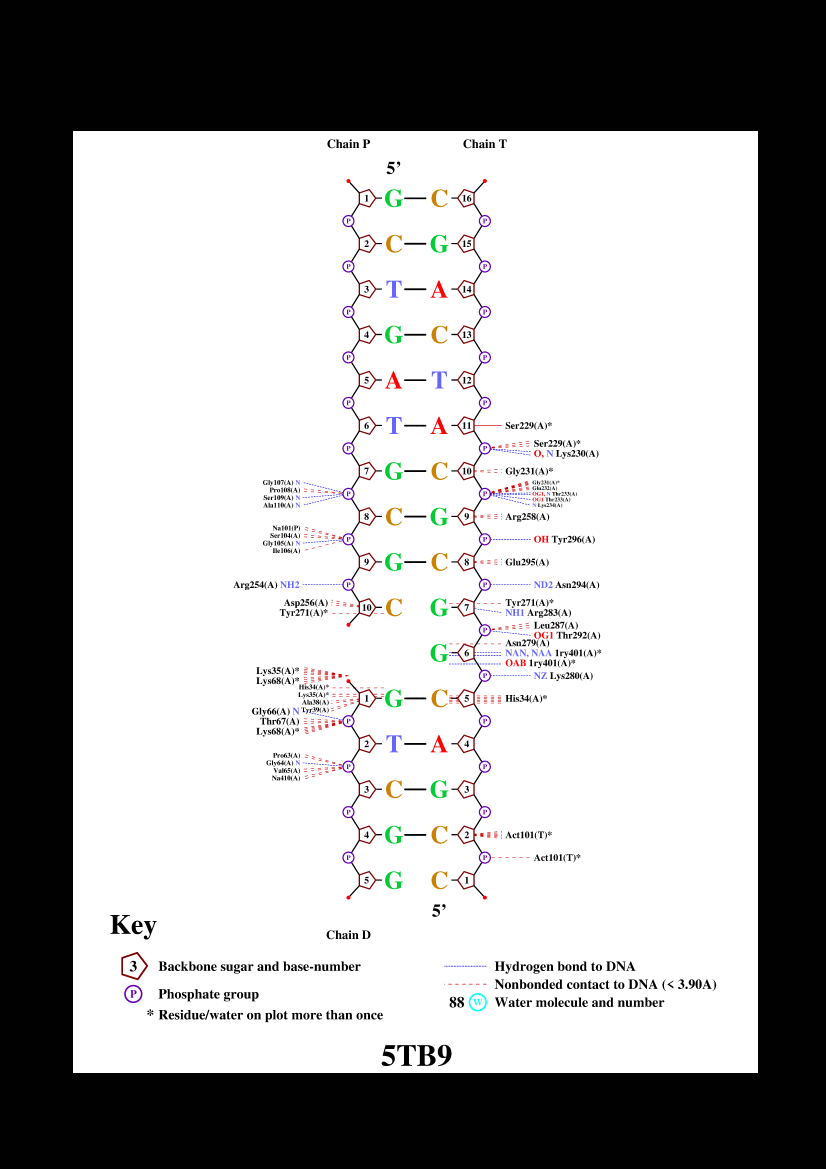 Chain P Chain T
5’
1 G C 16
P P
2 C G 15
P P
3 T A 14
P P
4 G C 13
P P
5 A T 12
P P
6 T A 11 Ser229(A)*
P P Ser229(A)*
O, N Lys230(A)
7 G C 10 Gly231(A)*
Gly107(A) N
Pro108(A)
Ser109(A) N
Ala110(A) N
P P
Gly231(A)*
Glu232(A)
OG1, N Thr233(A)
OG1 Thr233(A)
N Lys234(A)
8 C G 9 Arg258(A)
Na101(P)
Ser104(A)
Gly105(A) N
Ile106(A)
P P OH Tyr296(A)
9 G C 8 Glu295(A)
Arg254(A) NH2 P P ND2 Asn294(A)
Asp256(A)
Tyr271(A)*
10 C G 7
Tyr271(A)*
NH1 Arg283(A)
P Leu287(A)
OG1 Thr292(A)
Asn279(A)
G 6 NAN, NAA 1ry401(A)*
OAB 1ry401(A)*
P NZ Lys280(A)
Lys35(A)*
Lys68(A)*
His34(A)*
Lys35(A)*
Ala38(A)
Tyr39(A)
1 G C 5 His34(A)*
Gly66(A) N
Thr67(A)
Lys68(A)*
P P
2 T A 4
Pro63(A)
Gly64(A) N
Val65(A)
Na410(A)
P P
3 C G 3
P P
4 G C 2 Act101(T)*
P P Act101(T)*
5 G C 1
5’
Chain D
Key
3 Backbone sugar and base-number
P Phosphate group
* Residue/water on plot more than once
Hydrogen bond to DNA
Nonbonded contact to DNA (< 3.90A)
88 W Water molecule and number
5TB9